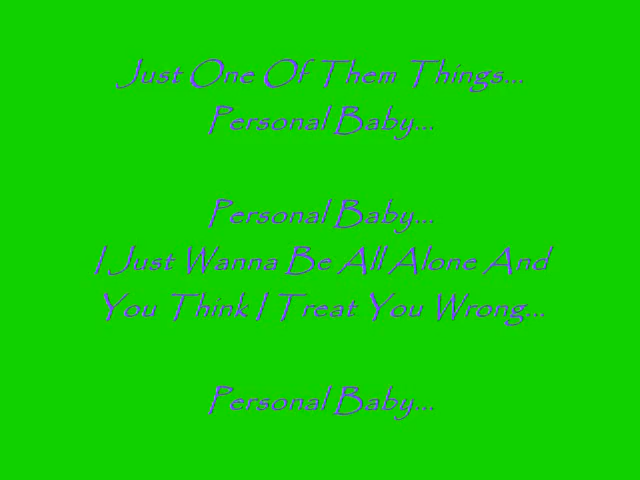 Just One Of Them Things...
Personal Baby...
Personal Baby...
I Just Wanna Be All Alone And
You Think I Treat You Wrong...
Personal Baby...